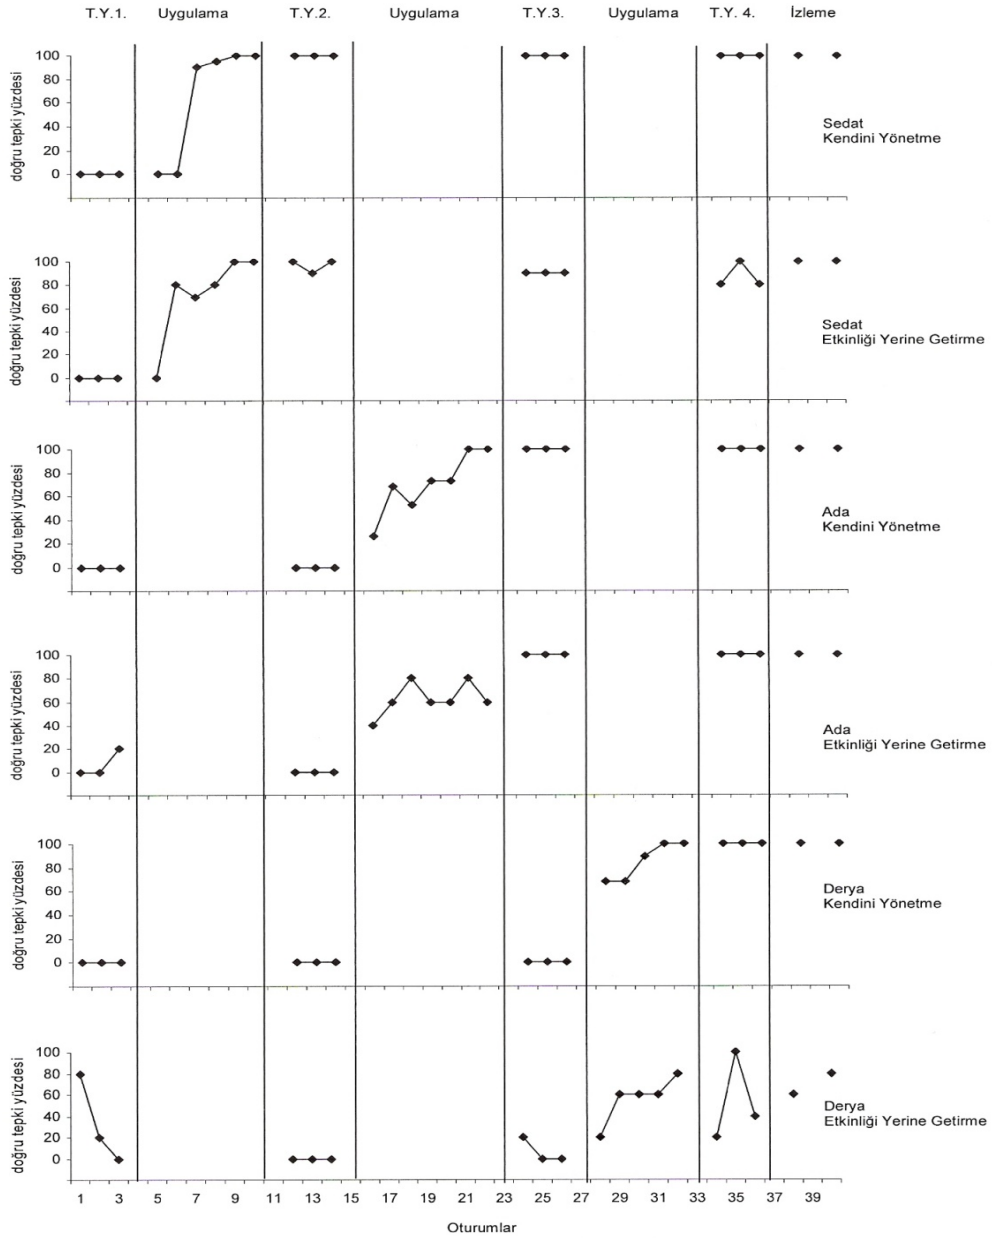 T.Y.1. Uygulama T.Y.2. Uygulama T.Y.3. Uygulama T.Y. 4. İzleme
doğru tepki yüzdesi
100
80
60
40
20
0
Sedat
Kendini Yönetme
doğru tepki yüzdesi
100
80
60
40
20
0
Sedat
Etkinliği Yerine Getirme
doğru tepki yüzdesi
100
80
60
40
20
0
Ada
Kendini Yönetme
doğru tepki yüzdesi
100
80
60
40
20
0
Ada
Etkinliği Yerine Getirme
doğru tepki yüzdesi
100
80
60
40
20
0
Derya
Kendini Yönetme
doğru tepki yüzdesi
100
80
60
40
20
0
Derya
Etkinliği Yerine Getirme
1 3 5 7 9 11 13 15 17 19 21 23 25 27 29 31 33 35 37 39
Oturumlar